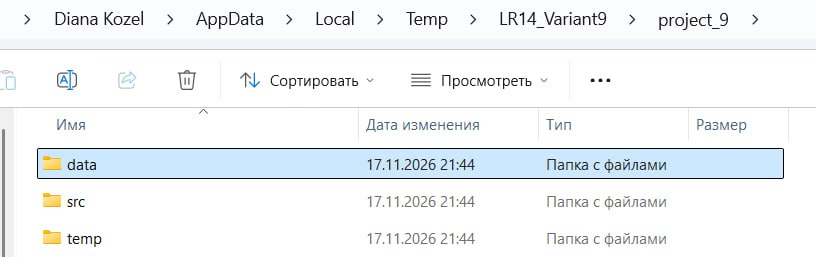 Diana Kozel > AppData > Local > Temp > LR14_Variant9 > project_9 >
Сортировать Просмотреть
Имя Дата изменения Тип Размер
data 17.11.2026 21:44 Папка с файлами
src 17.11.2026 21:44 Папка с файлами
temp 17.11.2026 21:44 Папка с файлами